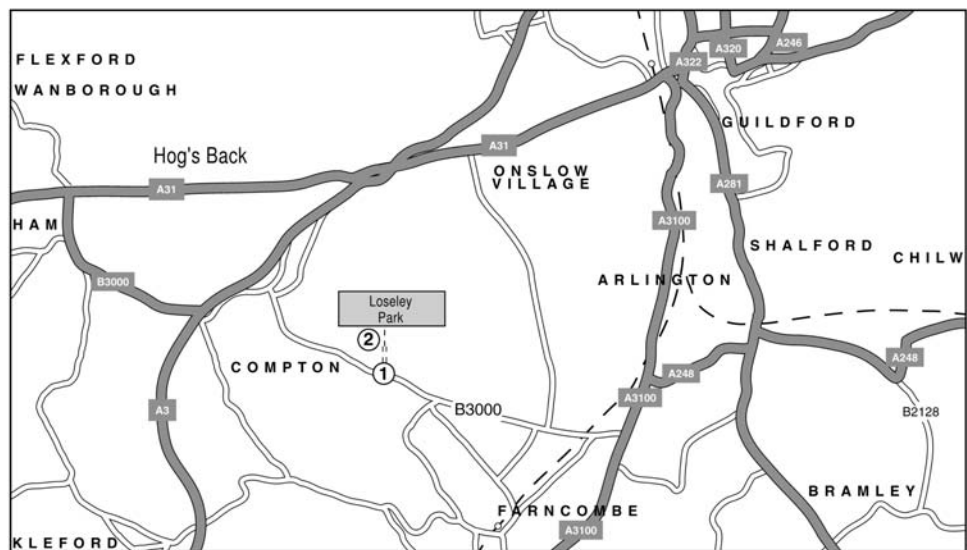 A246
A320
FLEXFORD
A322
WANBOROUGH
GUILDFORD
A31
Hog's Back
ONSLOW
VILLAGE
A31
A281
A3100
HAM
SHALFORD
CHILW
B3000
ARLINGTON
Loseley
Park
2
COMPTON
1
A248
A248
A3100
A3
B3000
B2128
BRAMLEY
FARNCOMBE
A3100
KLEFORD